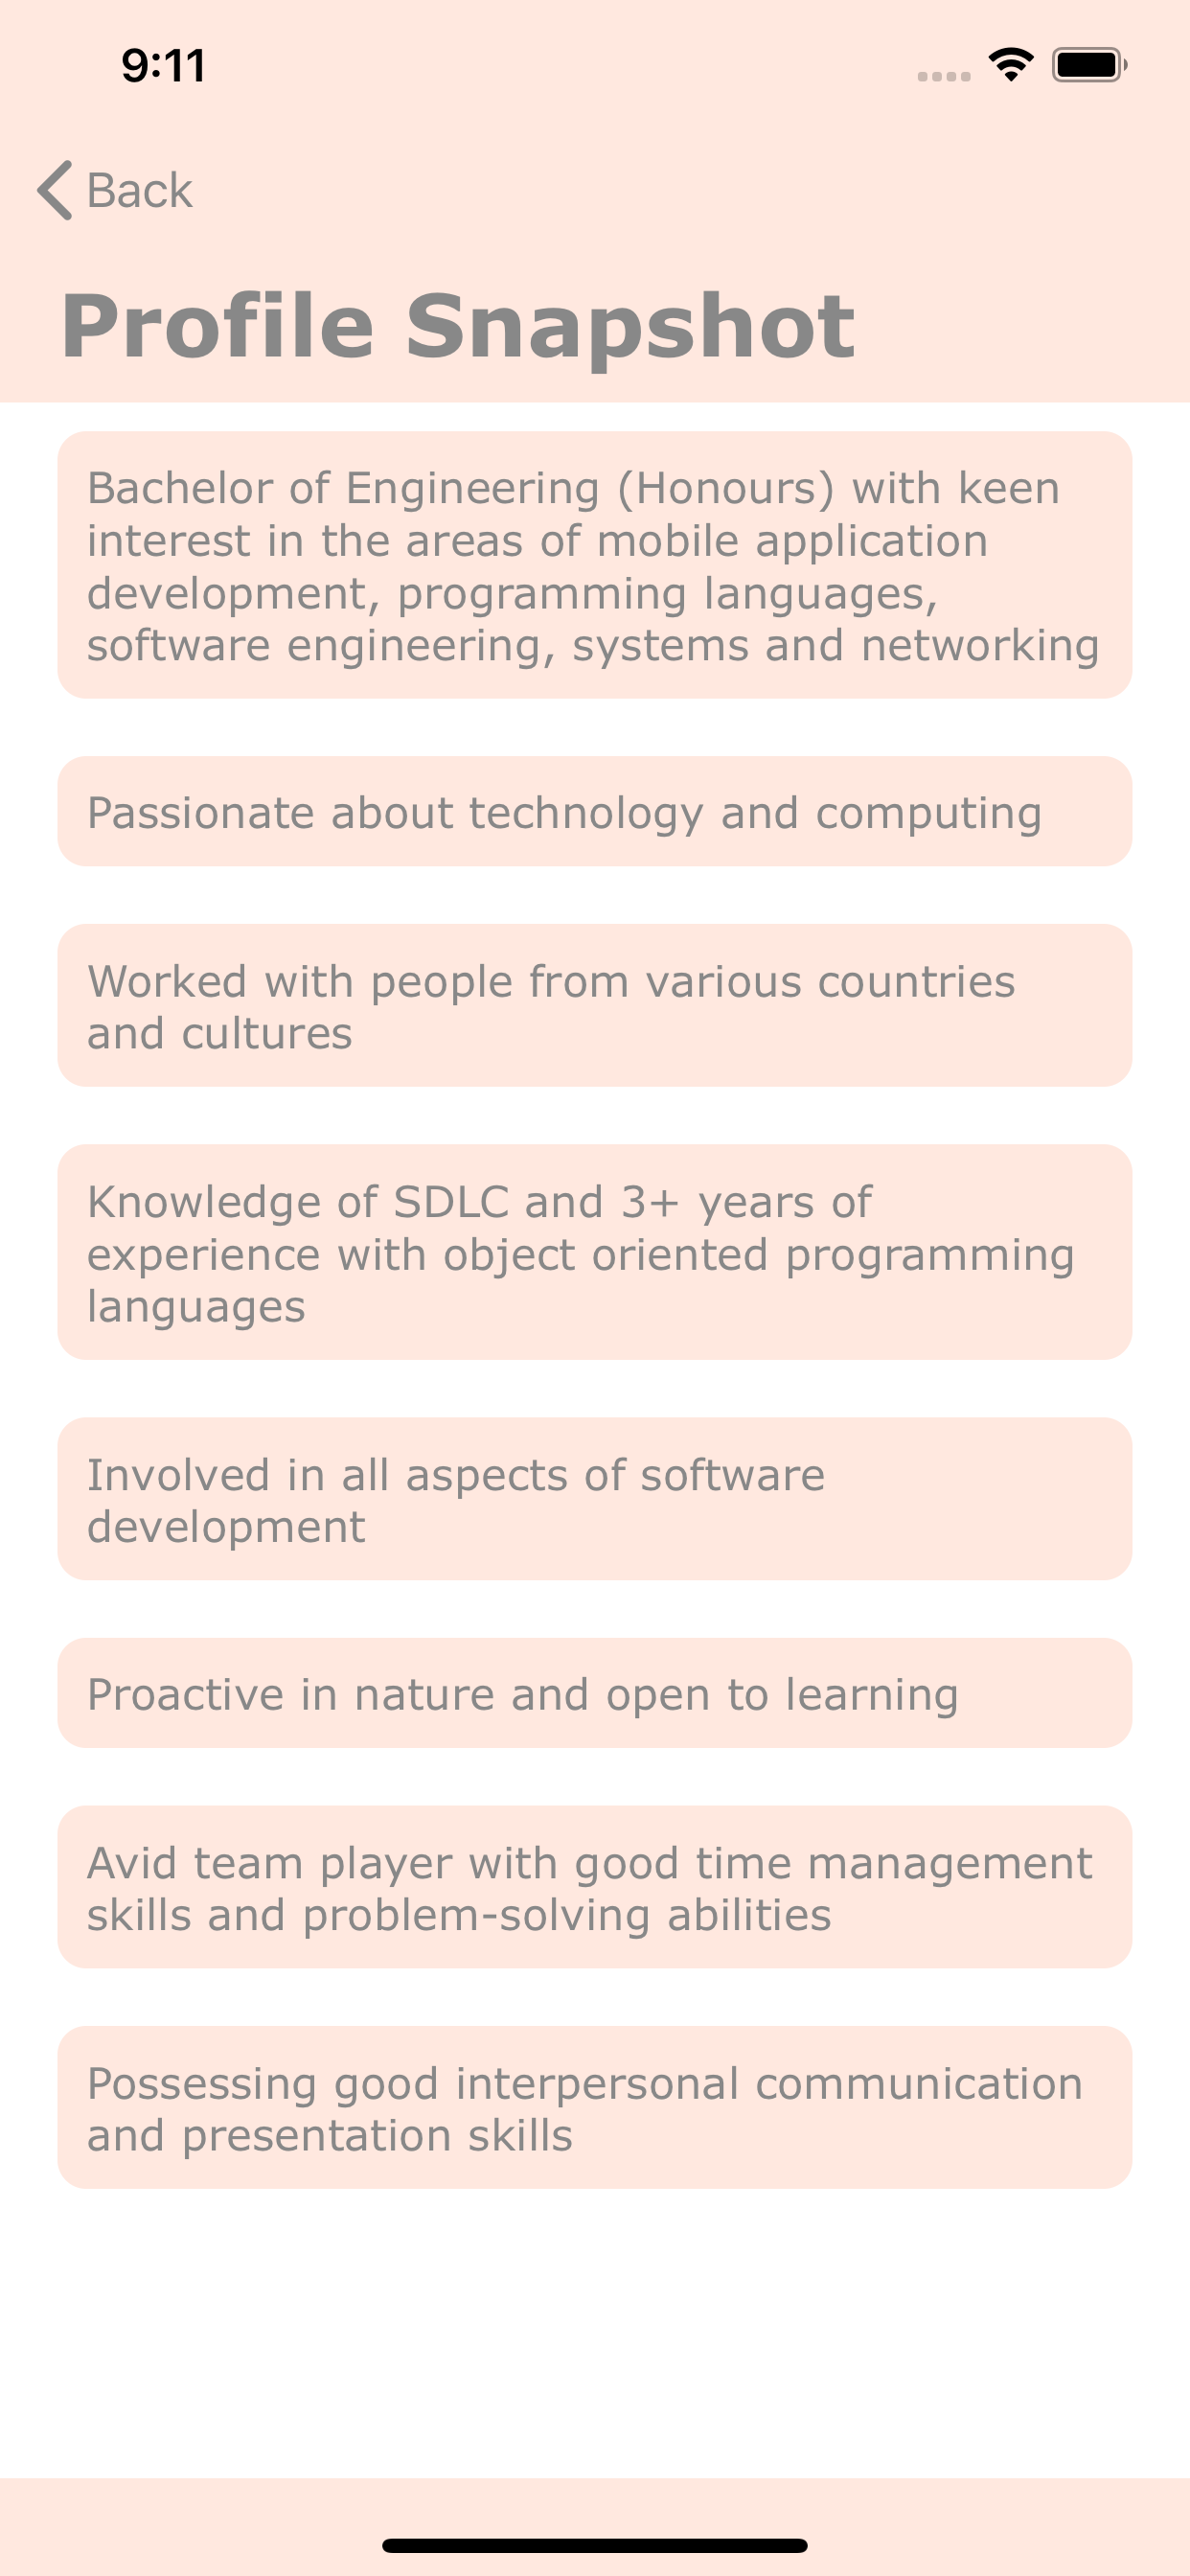 9:11
Back
Profile Snapshot
Bachelor of Engineering (Honours) with keen
interest in the areas of mobile application
development, programming languages,
software engineering, systems and networking
Passionate about technology and computing
Worked with people from various countries
and cultures
Knowledge of SDLC and 3+ years of
experience with object oriented programming
languages
Involved in all aspects of software
development
Proactive in nature and open to learning
Avid team player with good time management
skills and problem-solving abilities
Possessing good interpersonal communication
and presentation skills